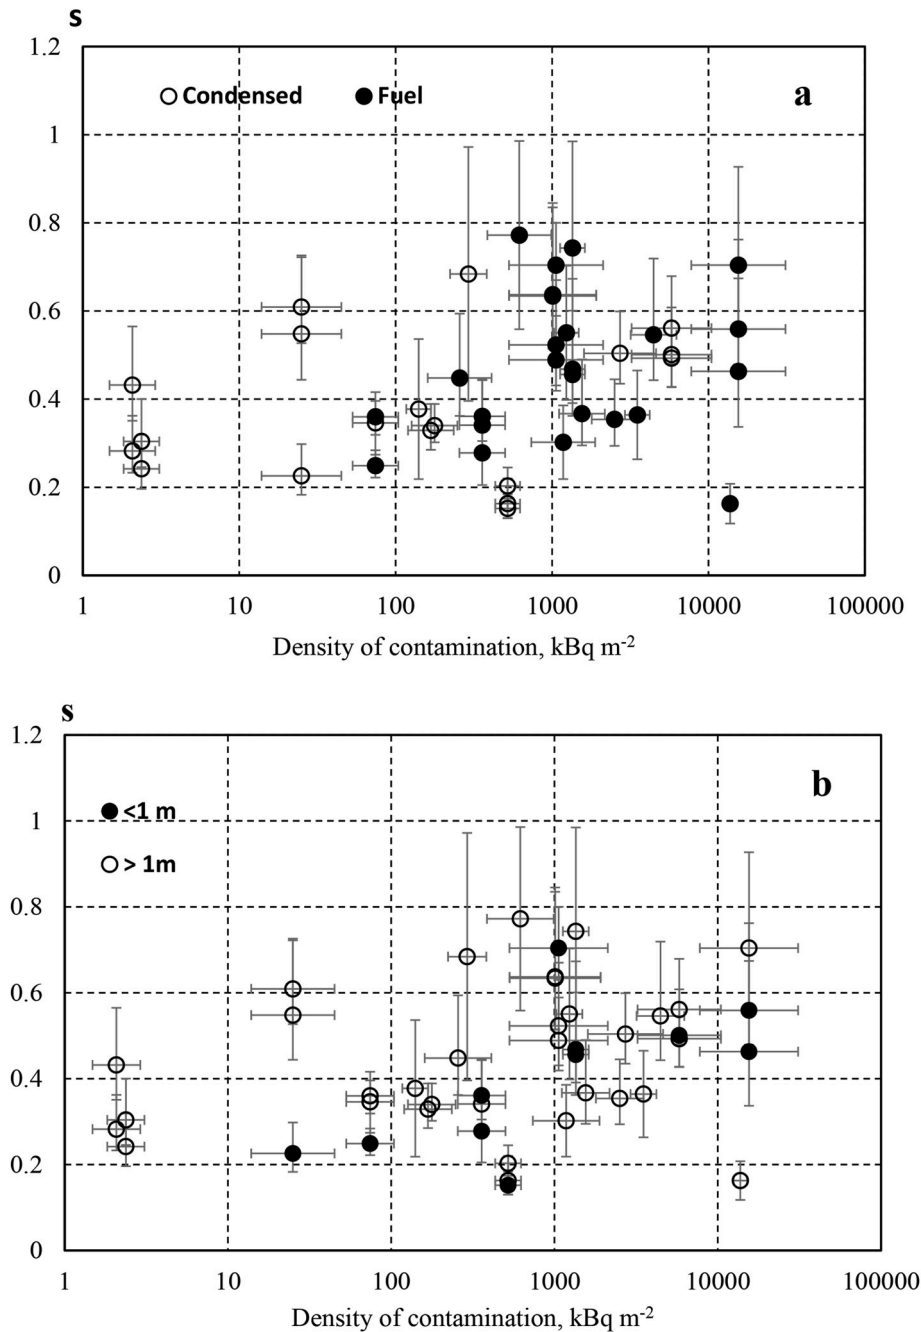 s
1.2
a
Condensed Fuel
1
0.8
0.6
0.4
0.2
0
1 10 100 1000 10000 100000
Density of contamination, kBq m-2
s
1.2
b
<1 m
1
> 1m
0.8
0.6
0.4
0.2
0
1 10 100 1000 10000 100000
Density of contamination, kBq m-2